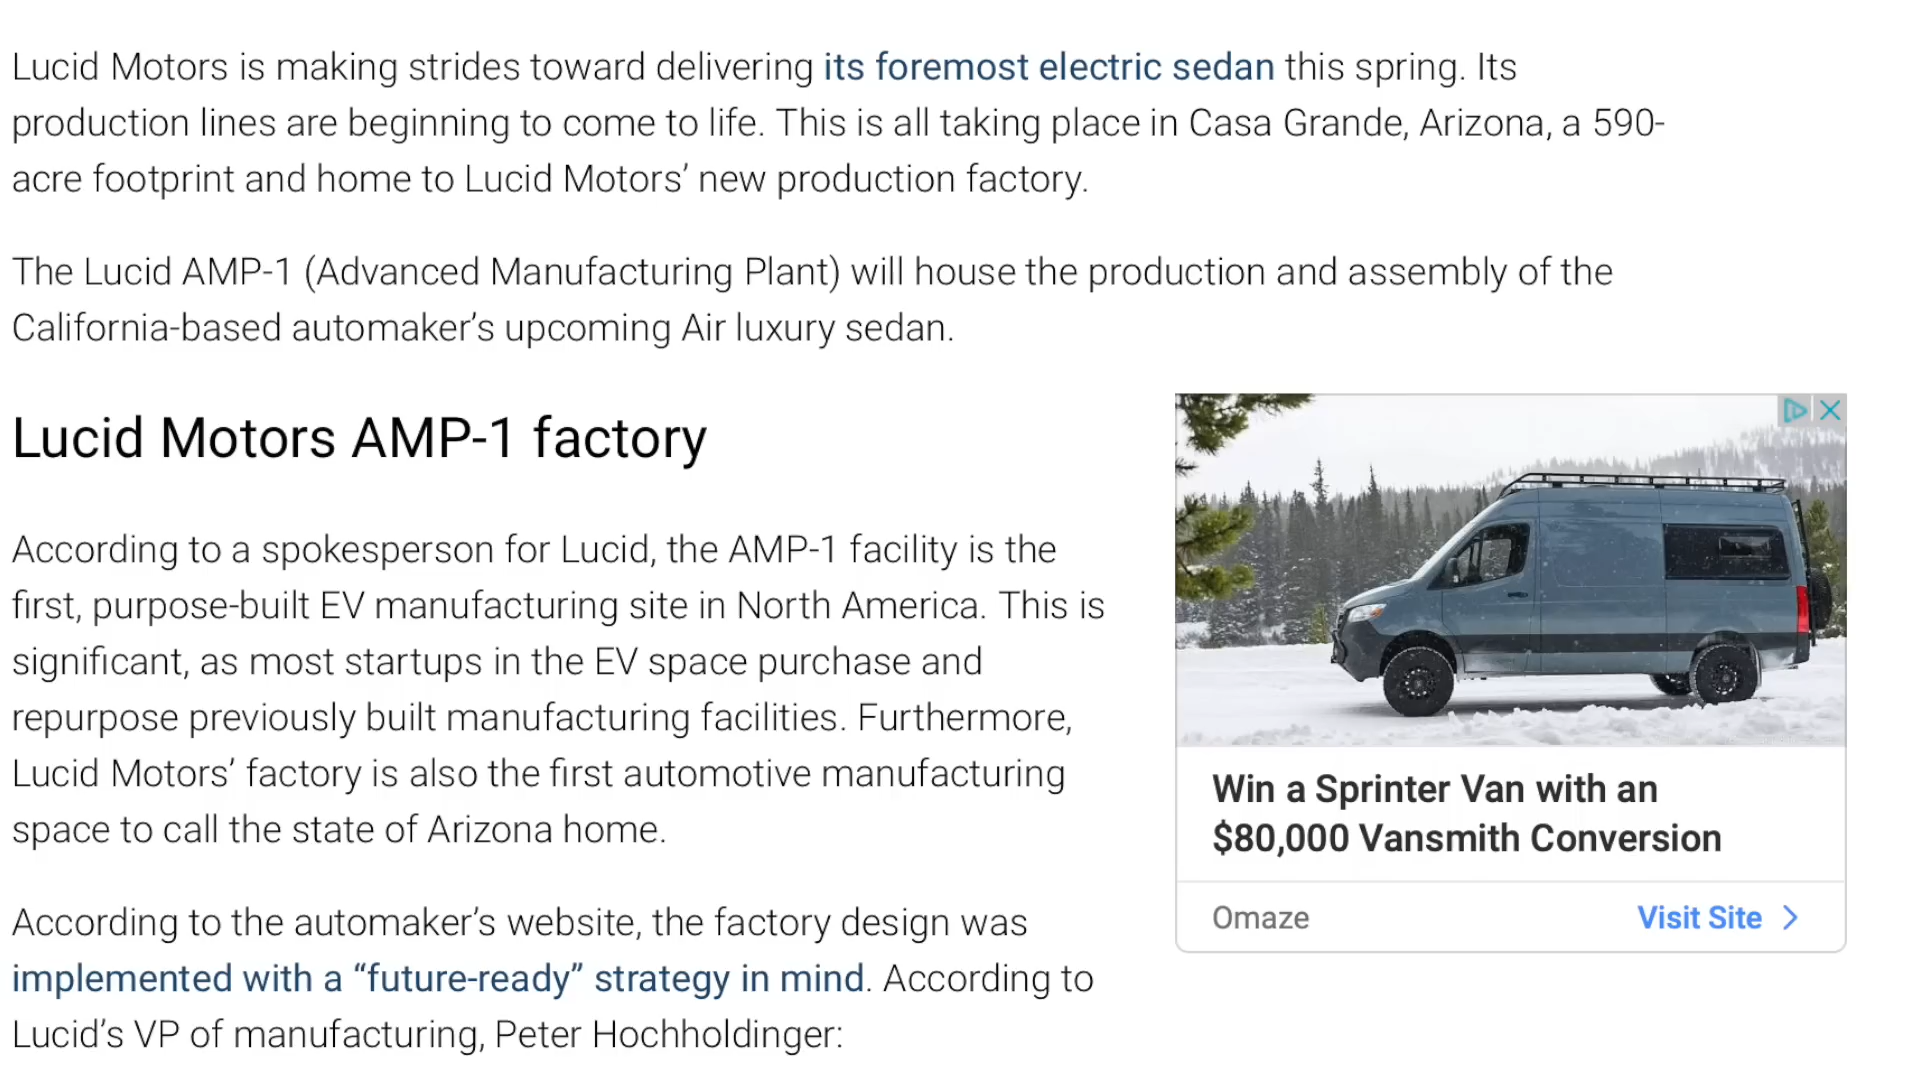 Lucid Motors is making strides toward delivering its foremost electric sedan this spring. Its
production lines are beginning to come to life. This is all taking place in Casa Grande, Arizona, a 590-
acre footprint and home to Lucid Motors’ new production factory.
The Lucid AMP-1 (Advanced Manufacturing Plant) will house the production and assembly of the
California-based automaker’s upcoming Air luxury sedan.
Lucid Motors AMP-1 factory
According to a spokesperson for Lucid, the AMP-1 facility is the
first, purpose-built EV manufacturing site in North America. This is
significant, as most startups in the EV space purchase and
repurpose previously built manufacturing facilities. Furthermore,
Lucid Motors’ factory is also the first automotive manufacturing
space to call the state of Arizona home.
According to the automaker’s website, the factory design was
implemented with a “future-ready” strategy in mind. According to
Lucid’s VP of manufacturing, Peter Hochholdinger:
Win a Sprinter Van with an
$80,000 Vansmith Conversion
Omaze
Visit Site